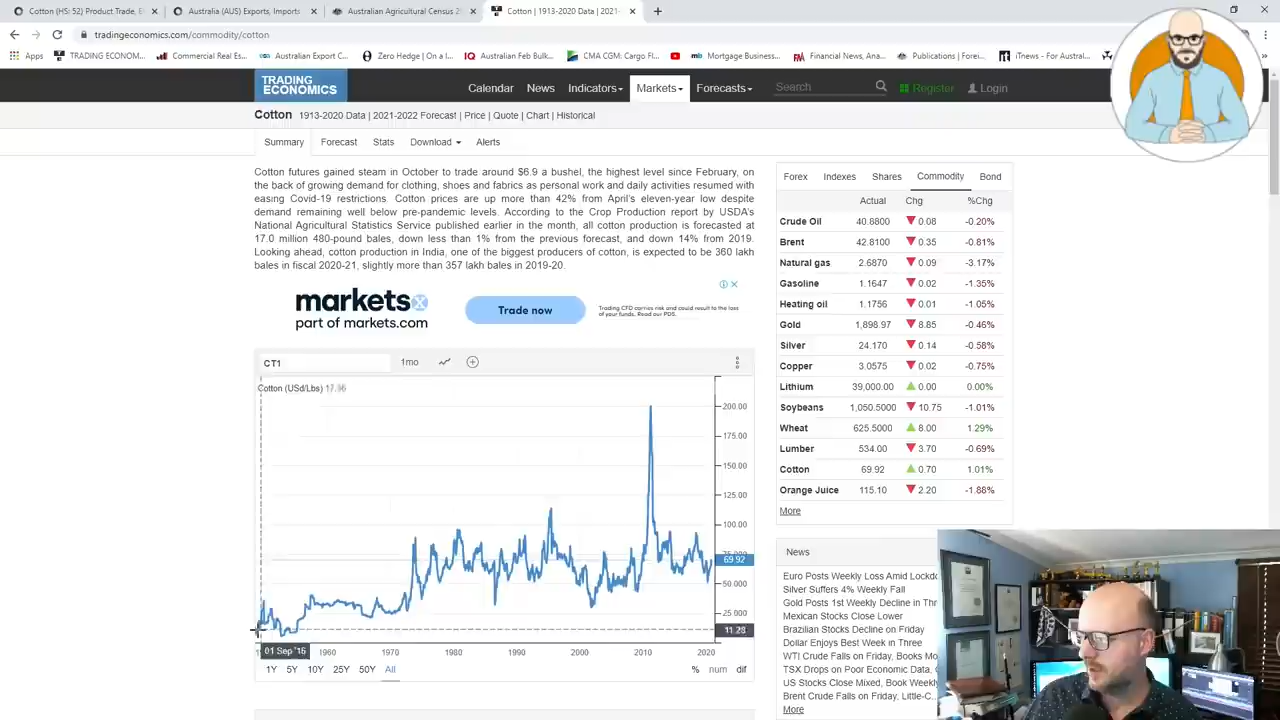 Cotton (HS: 52) Product Trade, E
Australia (AUS) Exports, Imports
Australian Agricultural Census 2
Cotton | 1913-2020 Data | 2021-
tradingeconomics.com/commodity/cotton
Apps
TRADING ECONOM...
Commercial Real Es...
Australian Export C...
Zero Hedge | On a l...
Australian Feb Bulk...
CMA CGM: Cargo Fl...
Mortgage Business...
Financial News, Ana...
Publications | Forei...
iTnews - For Austral...
TRADING
ECONOMICS
Calendar
News
Indicators
Markets
Forecasts
Search
Register
Login
Cotton 1913-2020 Data | 2021-2022 Forecast | Price | Quote | Chart | Historical
Summary
Forecast
Stats
Download
Alerts
Cotton futures gained steam in October to trade around $6.9 a bushel, the highest level since February, on
the back of growing demand for clothing, shoes and fabrics as personal work and daily activities resumed with
easing Covid-19 restrictions. Cotton prices are up more than 42% from April's eleven-year low despite
demand remaining well below pre-pandemic levels. According to the Crop Production report by USDA's
National Agricultural Statistics Service published earlier in the month, all cotton production is forecasted at
17.0 million 480-pound bales, down less than 1% from the previous forecast, and down 14% from 2019.
Looking ahead, cotton production in India, one of the biggest producers of cotton, is expected to be 360 lakh
bales in fiscal 2020-21, slightly more than 357 lakh bales in 2019-20.
markets
part of markets.com
Trade now
Trading CFD carries risk and could result to the loss
of your funds. Read our PDS.
CT1
1mo
Cotton (USd/Lbs)
200.00
175.00
150.00
125.00
100.00
69.92
50.000
25.000
11.28
01 Sep '15
1960
1970
1980
1990
2000
2010
2020
1Y
5Y
10Y
25Y
50Y
All
%
num
dif
Forex
Indexes
Shares
Commodity
Bond
Actual Chg %Chg
Crude Oil 40.8800 0.08 -0.20%
Brent 42.8100 0.35 -0.81%
Natural gas 2.6870 0.09 -3.17%
Gasoline 1.1647 0.02 -1.35%
Heating oil 1.1756 0.01 -1.05%
Gold 1,898.97 8.85 -0.46%
Silver 24.170 0.14 -0.58%
Copper 3.0575 0.02 -0.75%
Lithium 39,000.00 0.00 0.00%
Soybeans 1,050.5000 10.75 -1.01%
Wheat 625.5000 8.00 1.29%
Lumber 534.00 3.70 -0.69%
Cotton 69.92 0.70 1.01%
Orange Juice 115.10 2.20 -1.88%
More
News
Euro Posts Weekly Loss Amid Lockdo
Silver Suffers 4% Weekly Fall
Gold Posts 1st Weekly Decline in Thr
Mexican Stocks Close Lower
Brazilian Stocks Decline on Friday
Dollar Enjoys Best Week in Three
WTI Crude Falls on Friday, Books Mo
TSX Drops on Poor Economic Data,
US Stocks Close Mixed, Book Weekly
Brent Crude Falls on Friday, Little-C...
More